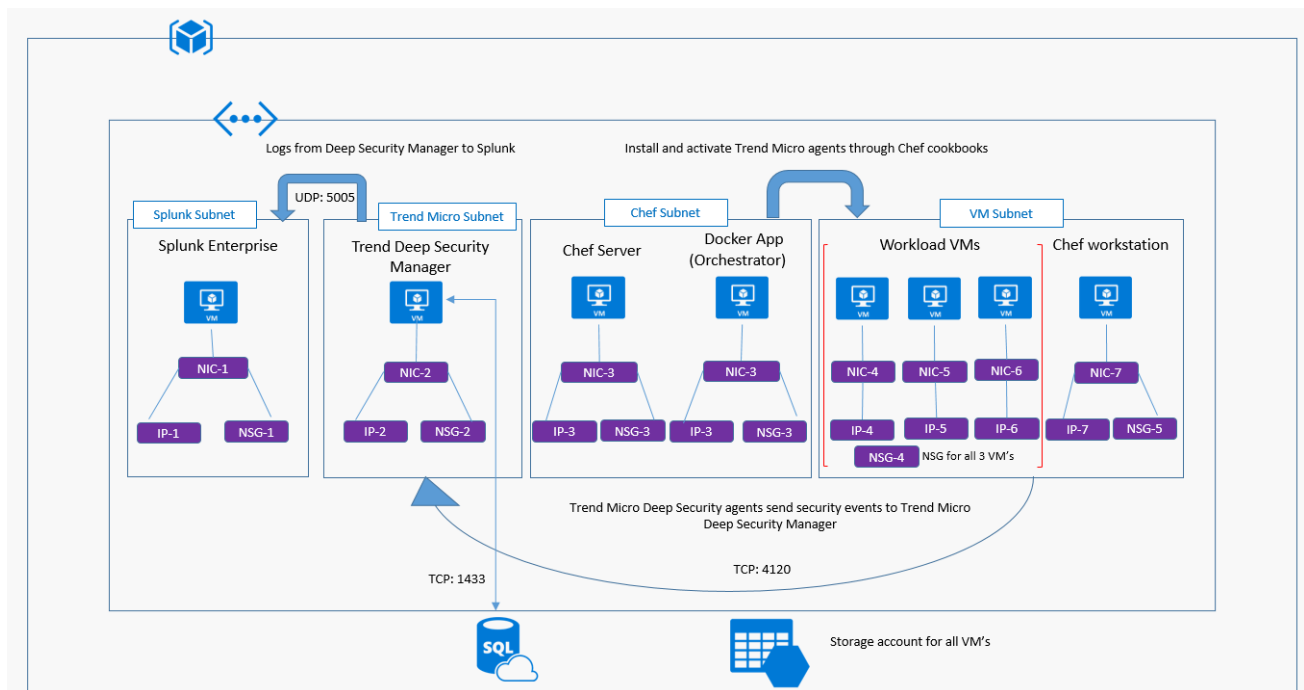 Logs from Deep Security Manager to Splunk
Install and activate Trend Micro agents through Chef cookbooks
UDP: 5005
Splunk Subnet
Trend Micro Subnet
Chef Subnet
VM Subnet
Splunk Enterprise
Trend Deep Security
Manager
Chef Server
Docker App
(Orchestrator)
Workload VMs
Chef workstation
VM
VM
VM
VM
VM
VM
VM
VM
NIC-1
NIC-2
NIC-3
NIC-3
NIC-4
NIC-5
NIC-6
NIC-7
IP-1
NSG-1
IP-2
NSG-2
IP-3
NSG-3
IP-3
NSG-3
IP-4
IP-5
IP-6
IP-7
NSG-5
NSG-4
NSG for all 3 VM's
Trend Micro Deep Security agents send security events to Trend Micro
Deep Security Manager
TCP: 4120
TCP: 1433
SQL
Storage account for all VM's